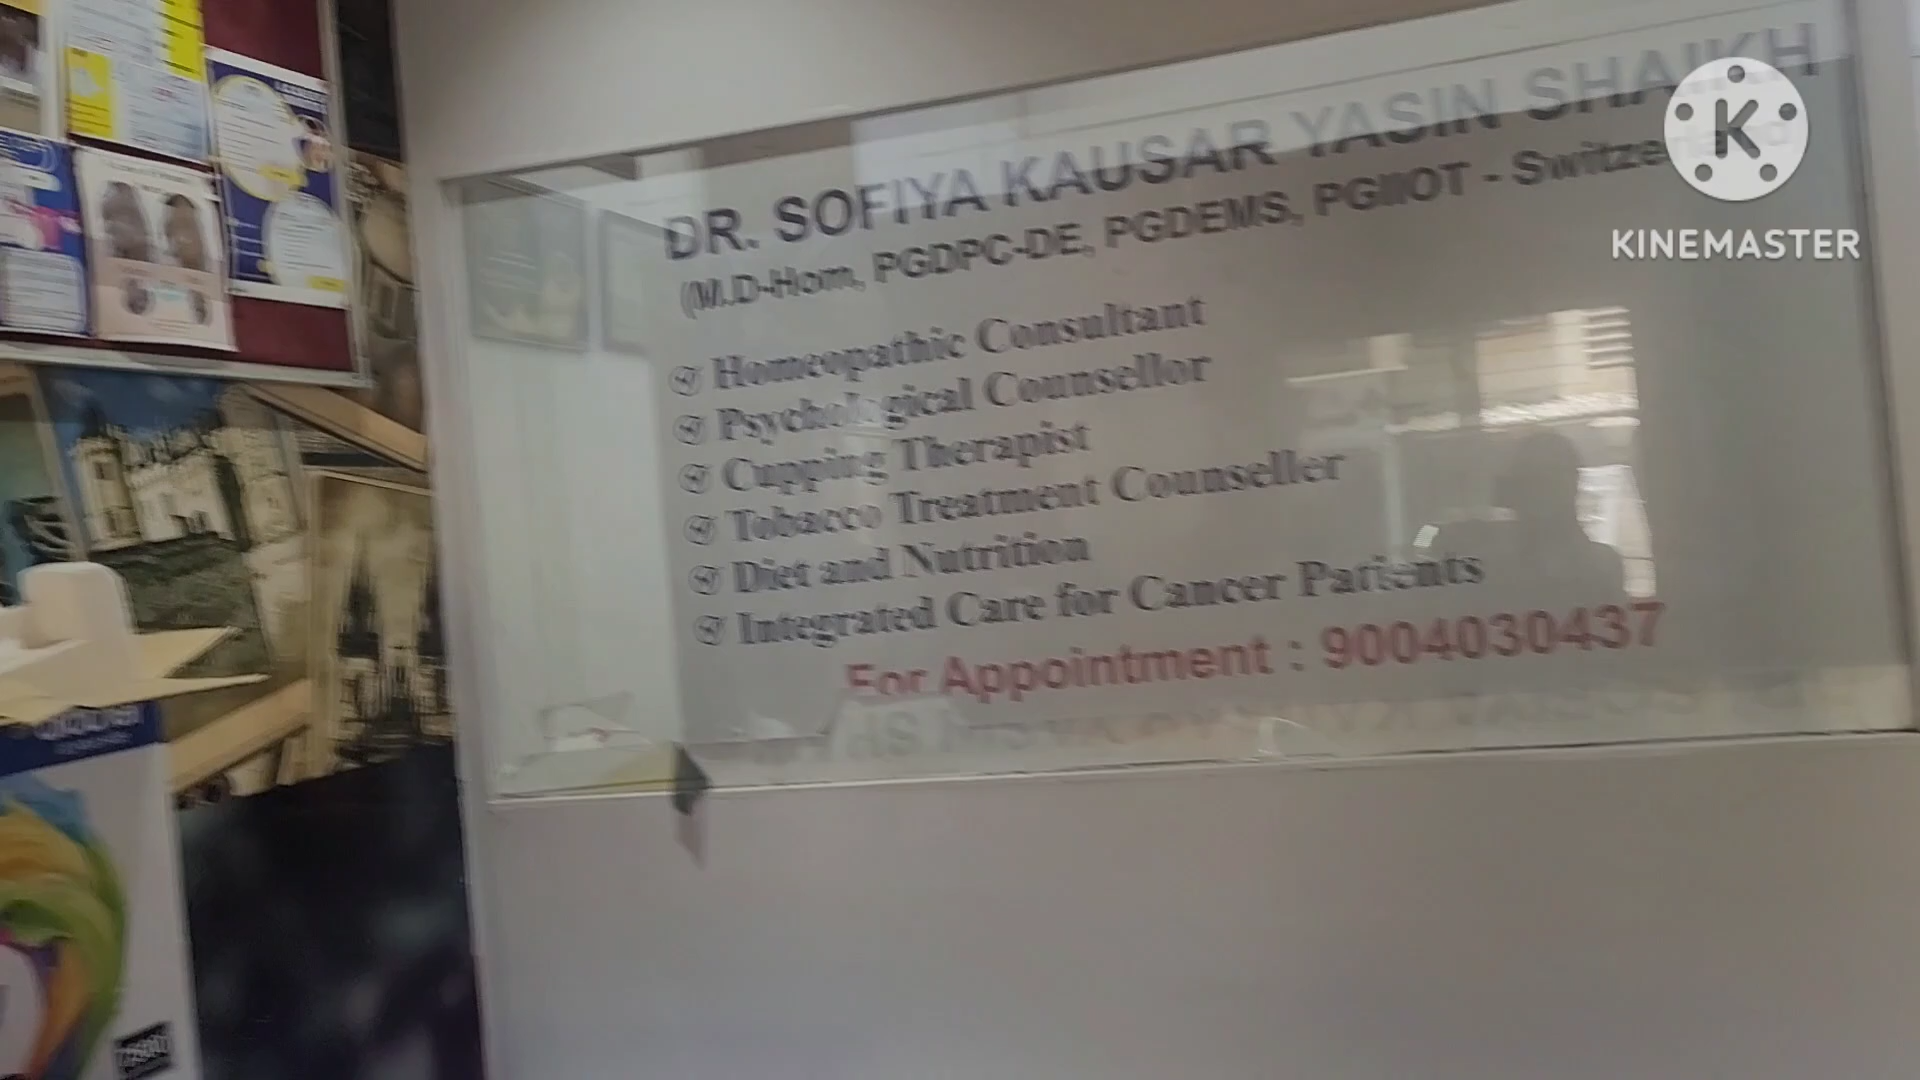 DR. SOFIYA KAUSAR YASIN SHAIKH
(M.D-Hom, PGDPC-DE, PGDEMS, PGIIOT - Switzerland)
Homeopathic Consultant
Psychological Counsellor
Cupping Therapist
Tobacco Treatment Counseller
Diet and Nutrition
Integrated Care for Cancer Patients
For Appointment : 9004030437
KINEMASTER